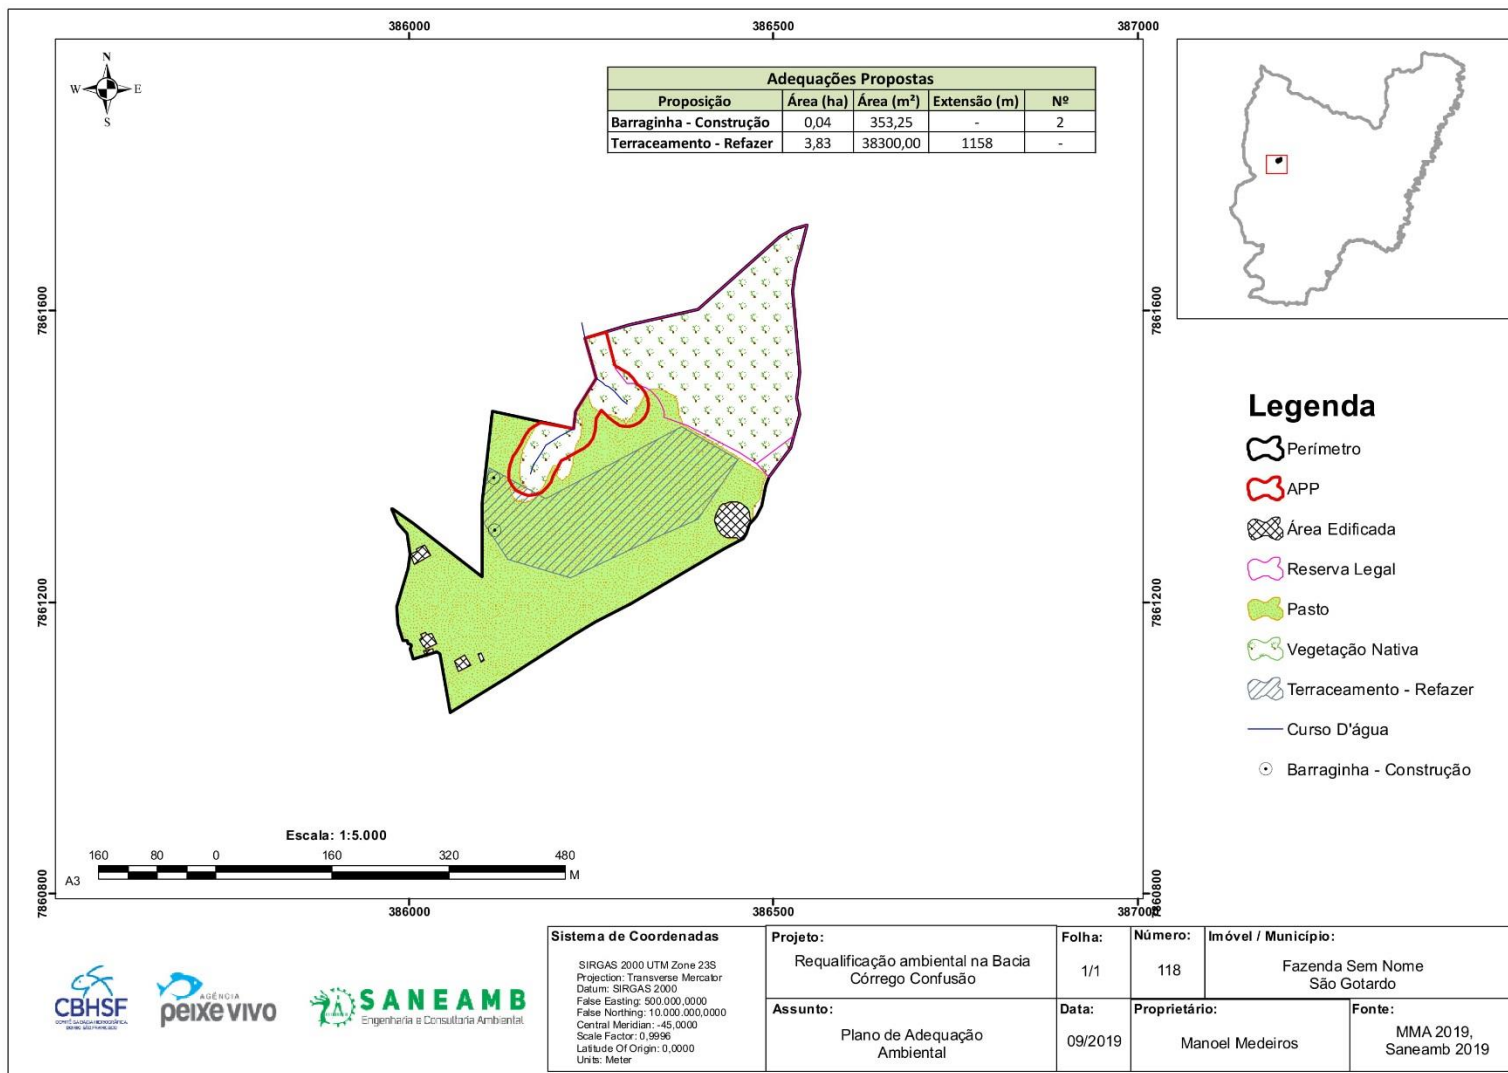 386000 386500 387000
N
W E
S
Adequações Propostas
Proposição Área (ha) Área (m²) Extensão (m) Nº
Barraginha - Construção 0,04 353,25 - 2
Terraceamento - Refazer 3,83 38300,00 1158 -
7861600 7861600
7861200 7861200
7860800 7860800
Legenda
Perímetro
APP
Área Edificada
Reserva Legal
Pasto
Vegetação Nativa
Terraceamento - Refazer
Curso D'água
Barraginha - Construção
Escala: 1:5.000
160 80 0 160 320 480
M
A3
386000 386500 387000
CBHSF
AGÊNCIA
peixe vivo
SANEAMB
Engenharia e Consultoria Ambiental
Sistema de Coordenadas
SIRGAS 2000 UTM Zone 23S
Projection: Transverse Mercator
Datum: SIRGAS 2000
False Easting: 500.000,0000
False Northing: 10.000.000,0000
Central Meridian: -45,0000
Scale Factor: 0,9996
Latitude Of Origin: 0,0000
Units: Meter
Projeto:
Requalificação ambiental na Bacia
Córrego Confusão
Assunto:
Plano de Adequação
Ambiental
Folha:
1/1
Número:
118
Imóvel / Município:
Fazenda Sem Nome
São Gotardo
Data:
09/2019
Proprietário:
Manoel Medeiros
Fonte:
MMA 2019,
Saneamb 2019